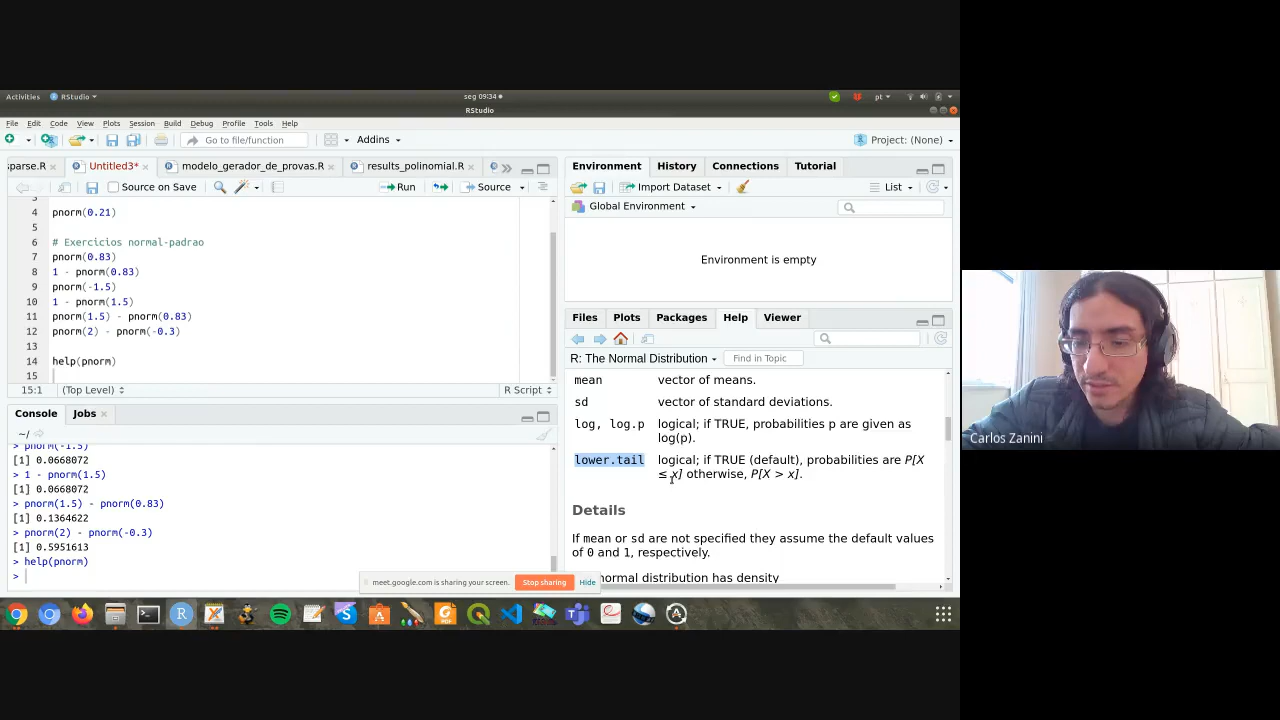 Activities RStudio seg 09:34 pt
RStudio
File Edit Code View Plots Session Build Debug Profile Tools Help
Go to file/function Addins Project: (None)
sparse.R Untitled3* modelo_gerador_de_provas.R results_polinomial.R
Source on Save Run Source
3
4 pnorm(0.21)
5
6 # Exercicios normal-padrao
7 pnorm(0.83)
8 1 - pnorm(0.83)
9 pnorm(-1.5)
10 1 - pnorm(1.5)
11 pnorm(1.5) - pnorm(0.83)
12 pnorm(2) - pnorm(-0.3)
13
14 help(pnorm)
15
15:1 (Top Level) R Script
Console Jobs
~/
> pnorm(-1.5)
[1] 0.0668072
> 1 - pnorm(1.5)
[1] 0.0668072
> pnorm(1.5) - pnorm(0.83)
[1] 0.1364622
> pnorm(2) - pnorm(-0.3)
[1] 0.5951613
> help(pnorm)
>
Environment History Connections Tutorial
Import Dataset List
Global Environment
Environment is empty
Files Plots Packages Help Viewer
R: The Normal Distribution Find in Topic
mean vector of means.
sd vector of standard deviations.
log, log.p logical; if TRUE, probabilities p are given as
log(p).
lower.tail logical; if TRUE (default), probabilities are P[X
≤ x] otherwise, P[X > x].
Details
If mean or sd are not specified they assume the default values
of 0 and 1, respectively.
normal distribution has density
meet.google.com is sharing your screen. Stop sharing Hide
Carlos Zanini